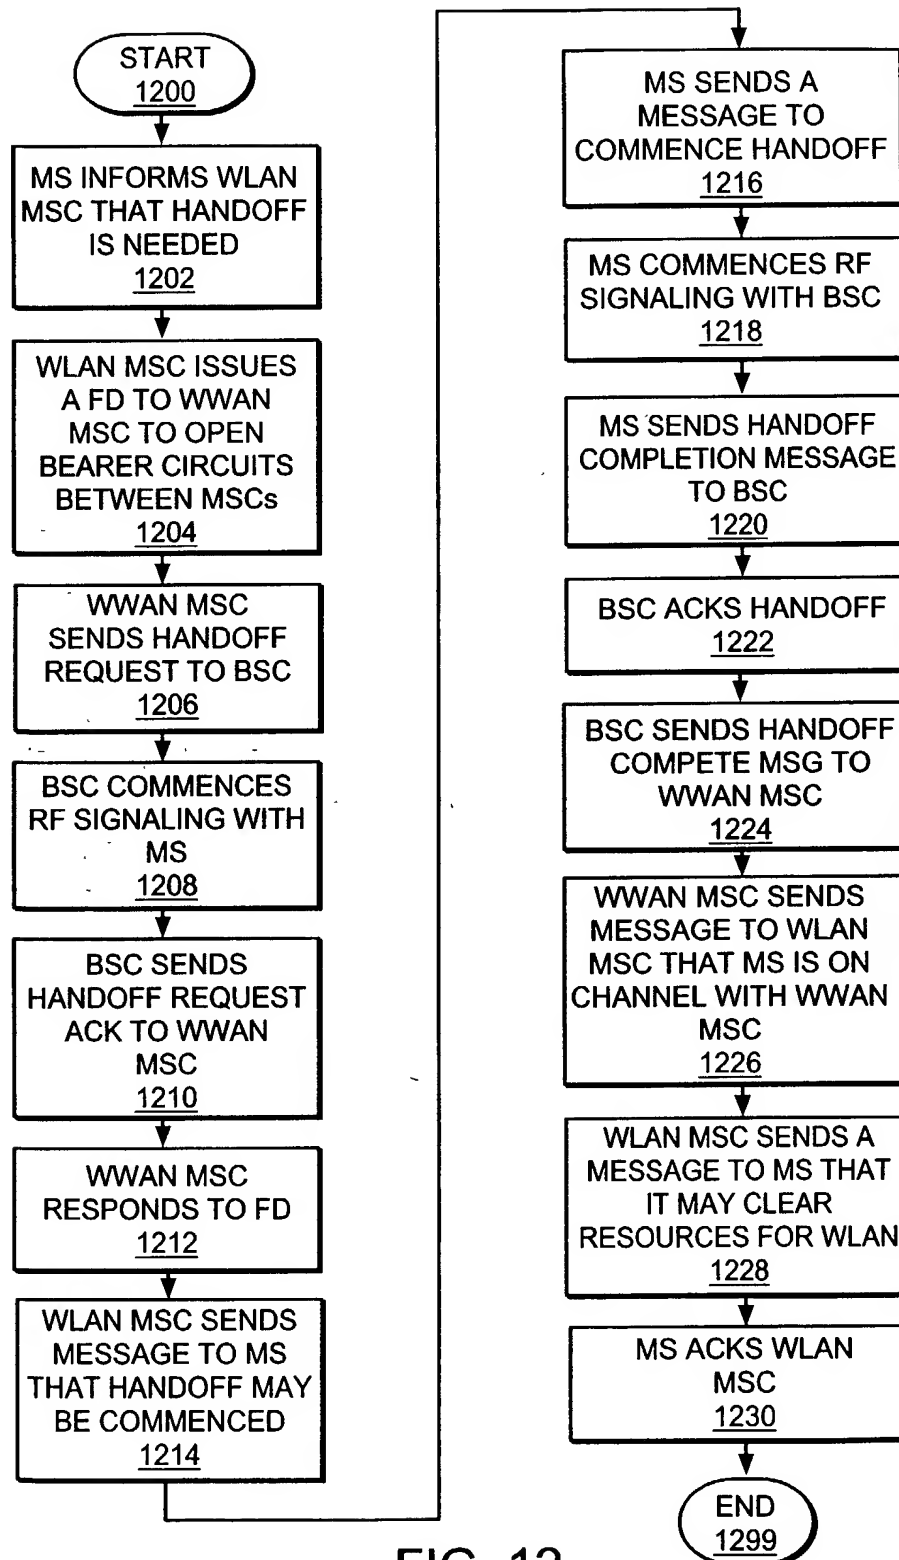 START
1200
MS INFORMS WLAN
MSC THAT HANDOFF
IS NEEDED
1202
WLAN MSC ISSUES
A FD TO WWAN
MSC TO OPEN
BEARER CIRCUITS
BETWEEN MSCs
1204
WWAN MSC
SENDS HANDOFF
REQUEST TO BSC
1206
BSC COMMENCES
RF SIGNALING WITH
MS
1208
BSC SENDS
HANDOFF REQUEST
ACK TO WWAN
MSC
1210
WWAN MSC
RESPONDS TO FD
1212
WLAN MSC SENDS
MESSAGE TO MS
THAT HANDOFF MAY
BE COMMENCED
1214
MS SENDS A
MESSAGE TO
COMMENCE HANDOFF
1216
MS COMMENCES RF
SIGNALING WITH BSC
1218
MS SENDS HANDOFF
COMPLETION MESSAGE
TO BSC
1220
BSC ACKS HANDOFF
1222
BSC SENDS HANDOFF
COMPETE MSG TO
WWAN MSC
1224
WWAN MSC SENDS
MESSAGE TO WLAN
MSC THAT MS IS ON
CHANNEL WITH WWAN
MSC
1226
WLAN MSC SENDS A
MESSAGE TO MS THAT
IT MAY CLEAR
RESOURCES FOR WLAN
1228
MS ACKS WLAN
MSC
1230
END
1299